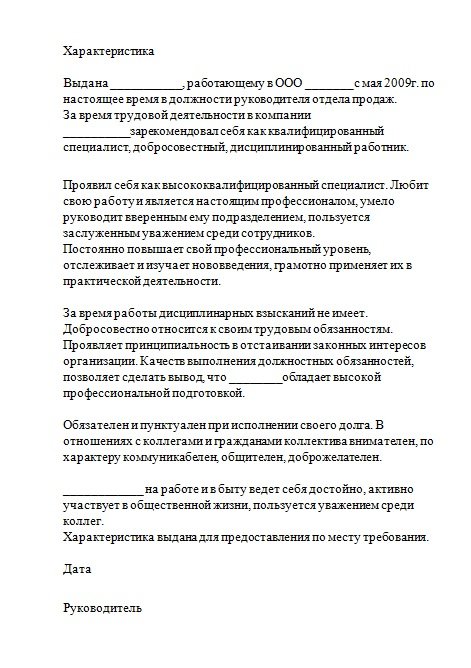 Характеристика
Выдана ____________, работающему в ООО ________с мая 2009г. по
настоящее время в должности руководителя отдела продаж.
За время трудовой деятельности в компании
___________зарекомендовал себя как квалифицированный
специалист, добросовестный, дисциплинированный работник.
Проявил себя как высококвалифицированный специалист. Любит
свою работу и является настоящим профессионалом, умело
руководит вверенным ему подразделением, пользуется
заслуженным уважением среди сотрудников.
Постоянно повышает свой профессиональный уровень,
отслеживает и изучает нововведения, грамотно применяет их в
практической деятельности.
За время работы дисциплинарных взысканий не имеет.
Добросовестно относится к своим трудовым обязанностям.
Проявляет принципиальность в отстаивании законных интересов
организации. Качеств выполнения должностных обязанностей,
позволяет сделать вывод, что _________обладает высокой
профессиональной подготовкой.
Обязателен и пунктуален при исполнении своего долга. В
отношениях с коллегами и гражданами коллектива внимателен, по
характеру коммуникабелен, общителен, доброжелателен.
_____________ на работе и в быту ведет себя достойно, активно
участвует в общественной жизни, пользуется уважением среди
коллег.
Характеристика выдана для предоставления по месту требования.
Дата
Руководитель